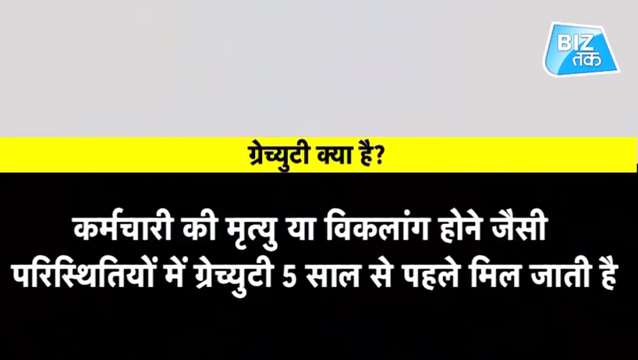 BIZ
तक
ग्रेच्युटी क्या है?
कर्मचारी की मृत्यु या विकलांग होने जैसी
परिस्थितियों में ग्रेच्युटी 5 साल से पहले मिल जाती है